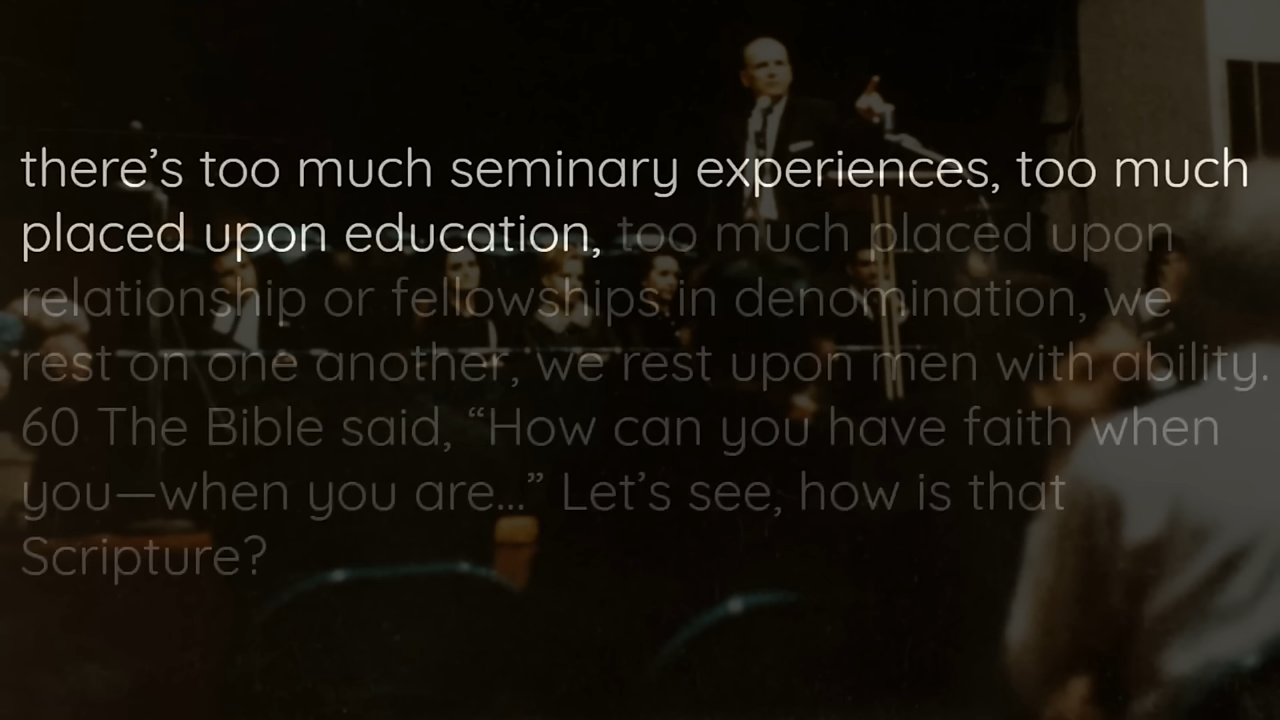 there’s too much seminary experiences, too much
placed upon education, too much placed upon
relationship or fellowships in denomination, we
rest on one another, we rest upon men with ability.
60 The Bible said, “How can you have faith when
you—when you are...” Let’s see, how is that
Scripture?